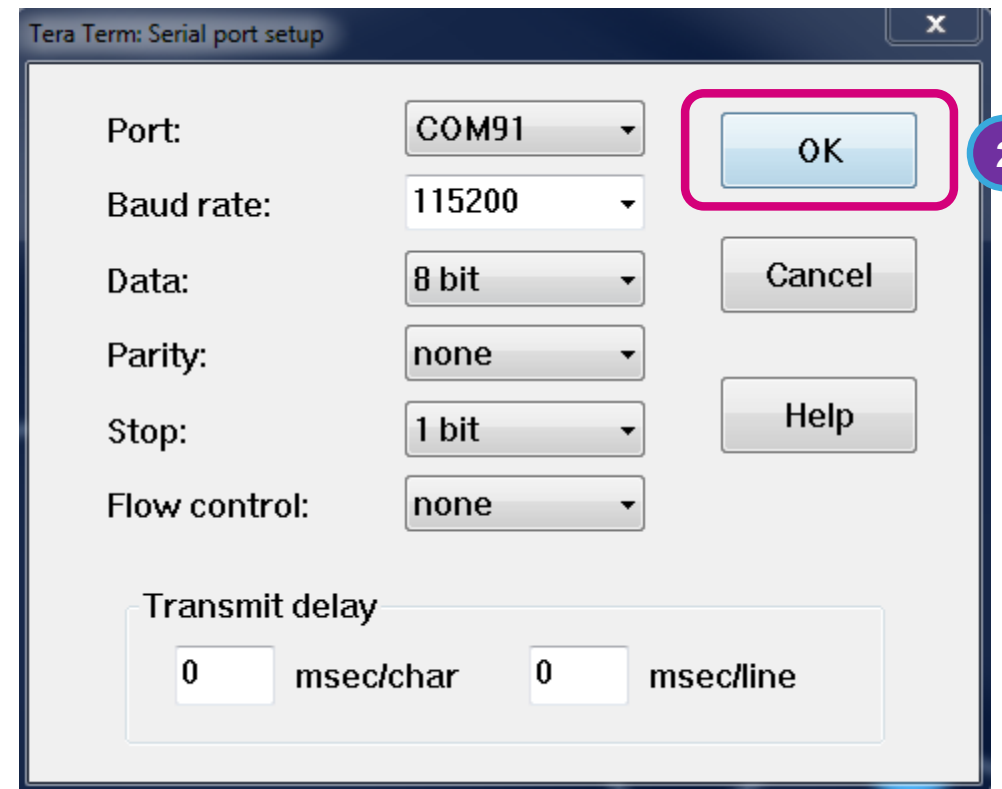 Tera Term: Serial port setup
x
Port: COM91 OK
2
Baud rate: 115200
Data: 8 bit Cancel
Parity: none
Stop: 1 bit Help
Flow control: none
Transmit delay
0 msec/char 0 msec/line